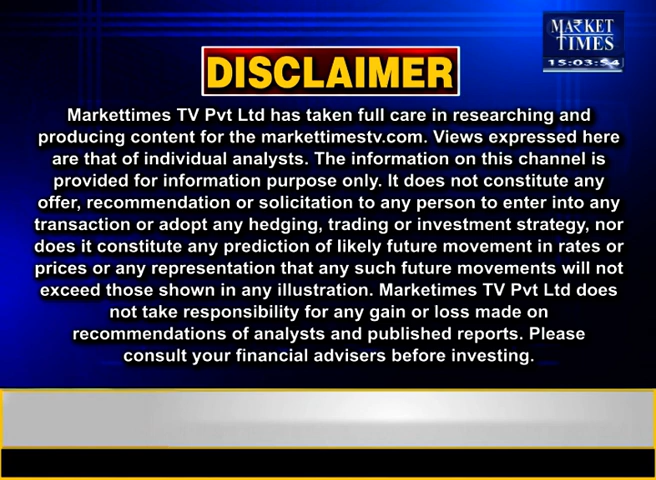 MARKET
TIMES
15:03:54
DISCLAIMER
Markettimes TV Pvt Ltd has taken full care in researching and
producing content for the markettimestv.com. Views expressed here
are that of individual analysts. The information on this channel is
provided for information purpose only. It does not constitute any
offer, recommendation or solicitation to any person to enter into any
transaction or adopt any hedging, trading or investment strategy, nor
does it constitute any prediction of likely future movement in rates or
prices or any representation that any such future movements will not
exceed those shown in any illustration. Marketimes TV Pvt Ltd does
not take responsibility for any gain or loss made on
recommendations of analysts and published reports. Please
consult your financial advisers before investing.